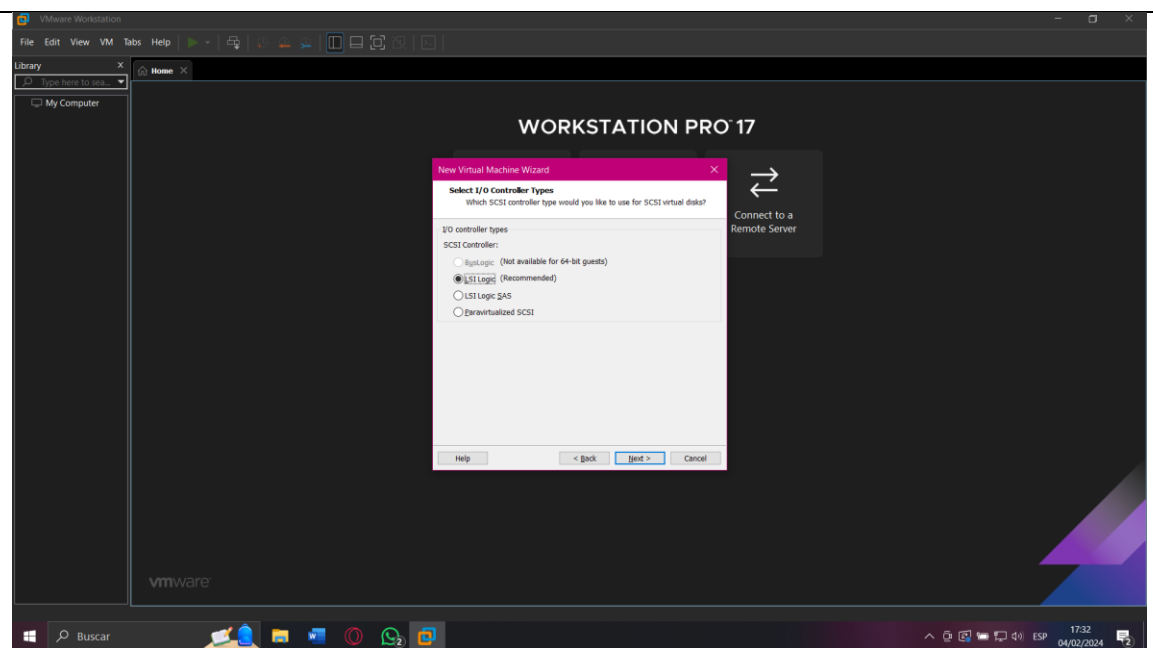 VMware Workstation
File Edit View VM Tabs Help
Library X
Home
Type here to sea...
My Computer
WORKSTATION PRO™ 17
New Virtual Machine Wizard
Select I/O Controller Types
Which SCSI controller type would you like to use for SCSI virtual disks?
Connect to a
Remote Server
I/O controller types
SCSI Controller:
BusLogic (Not available for 64-bit guests)
LSI Logic (Recommended)
LSI Logic SAS
Paravirtualized SCSI
Help < Back Next > Cancel
vmware
Buscar
2
ESP
17:32
04/02/2024
2